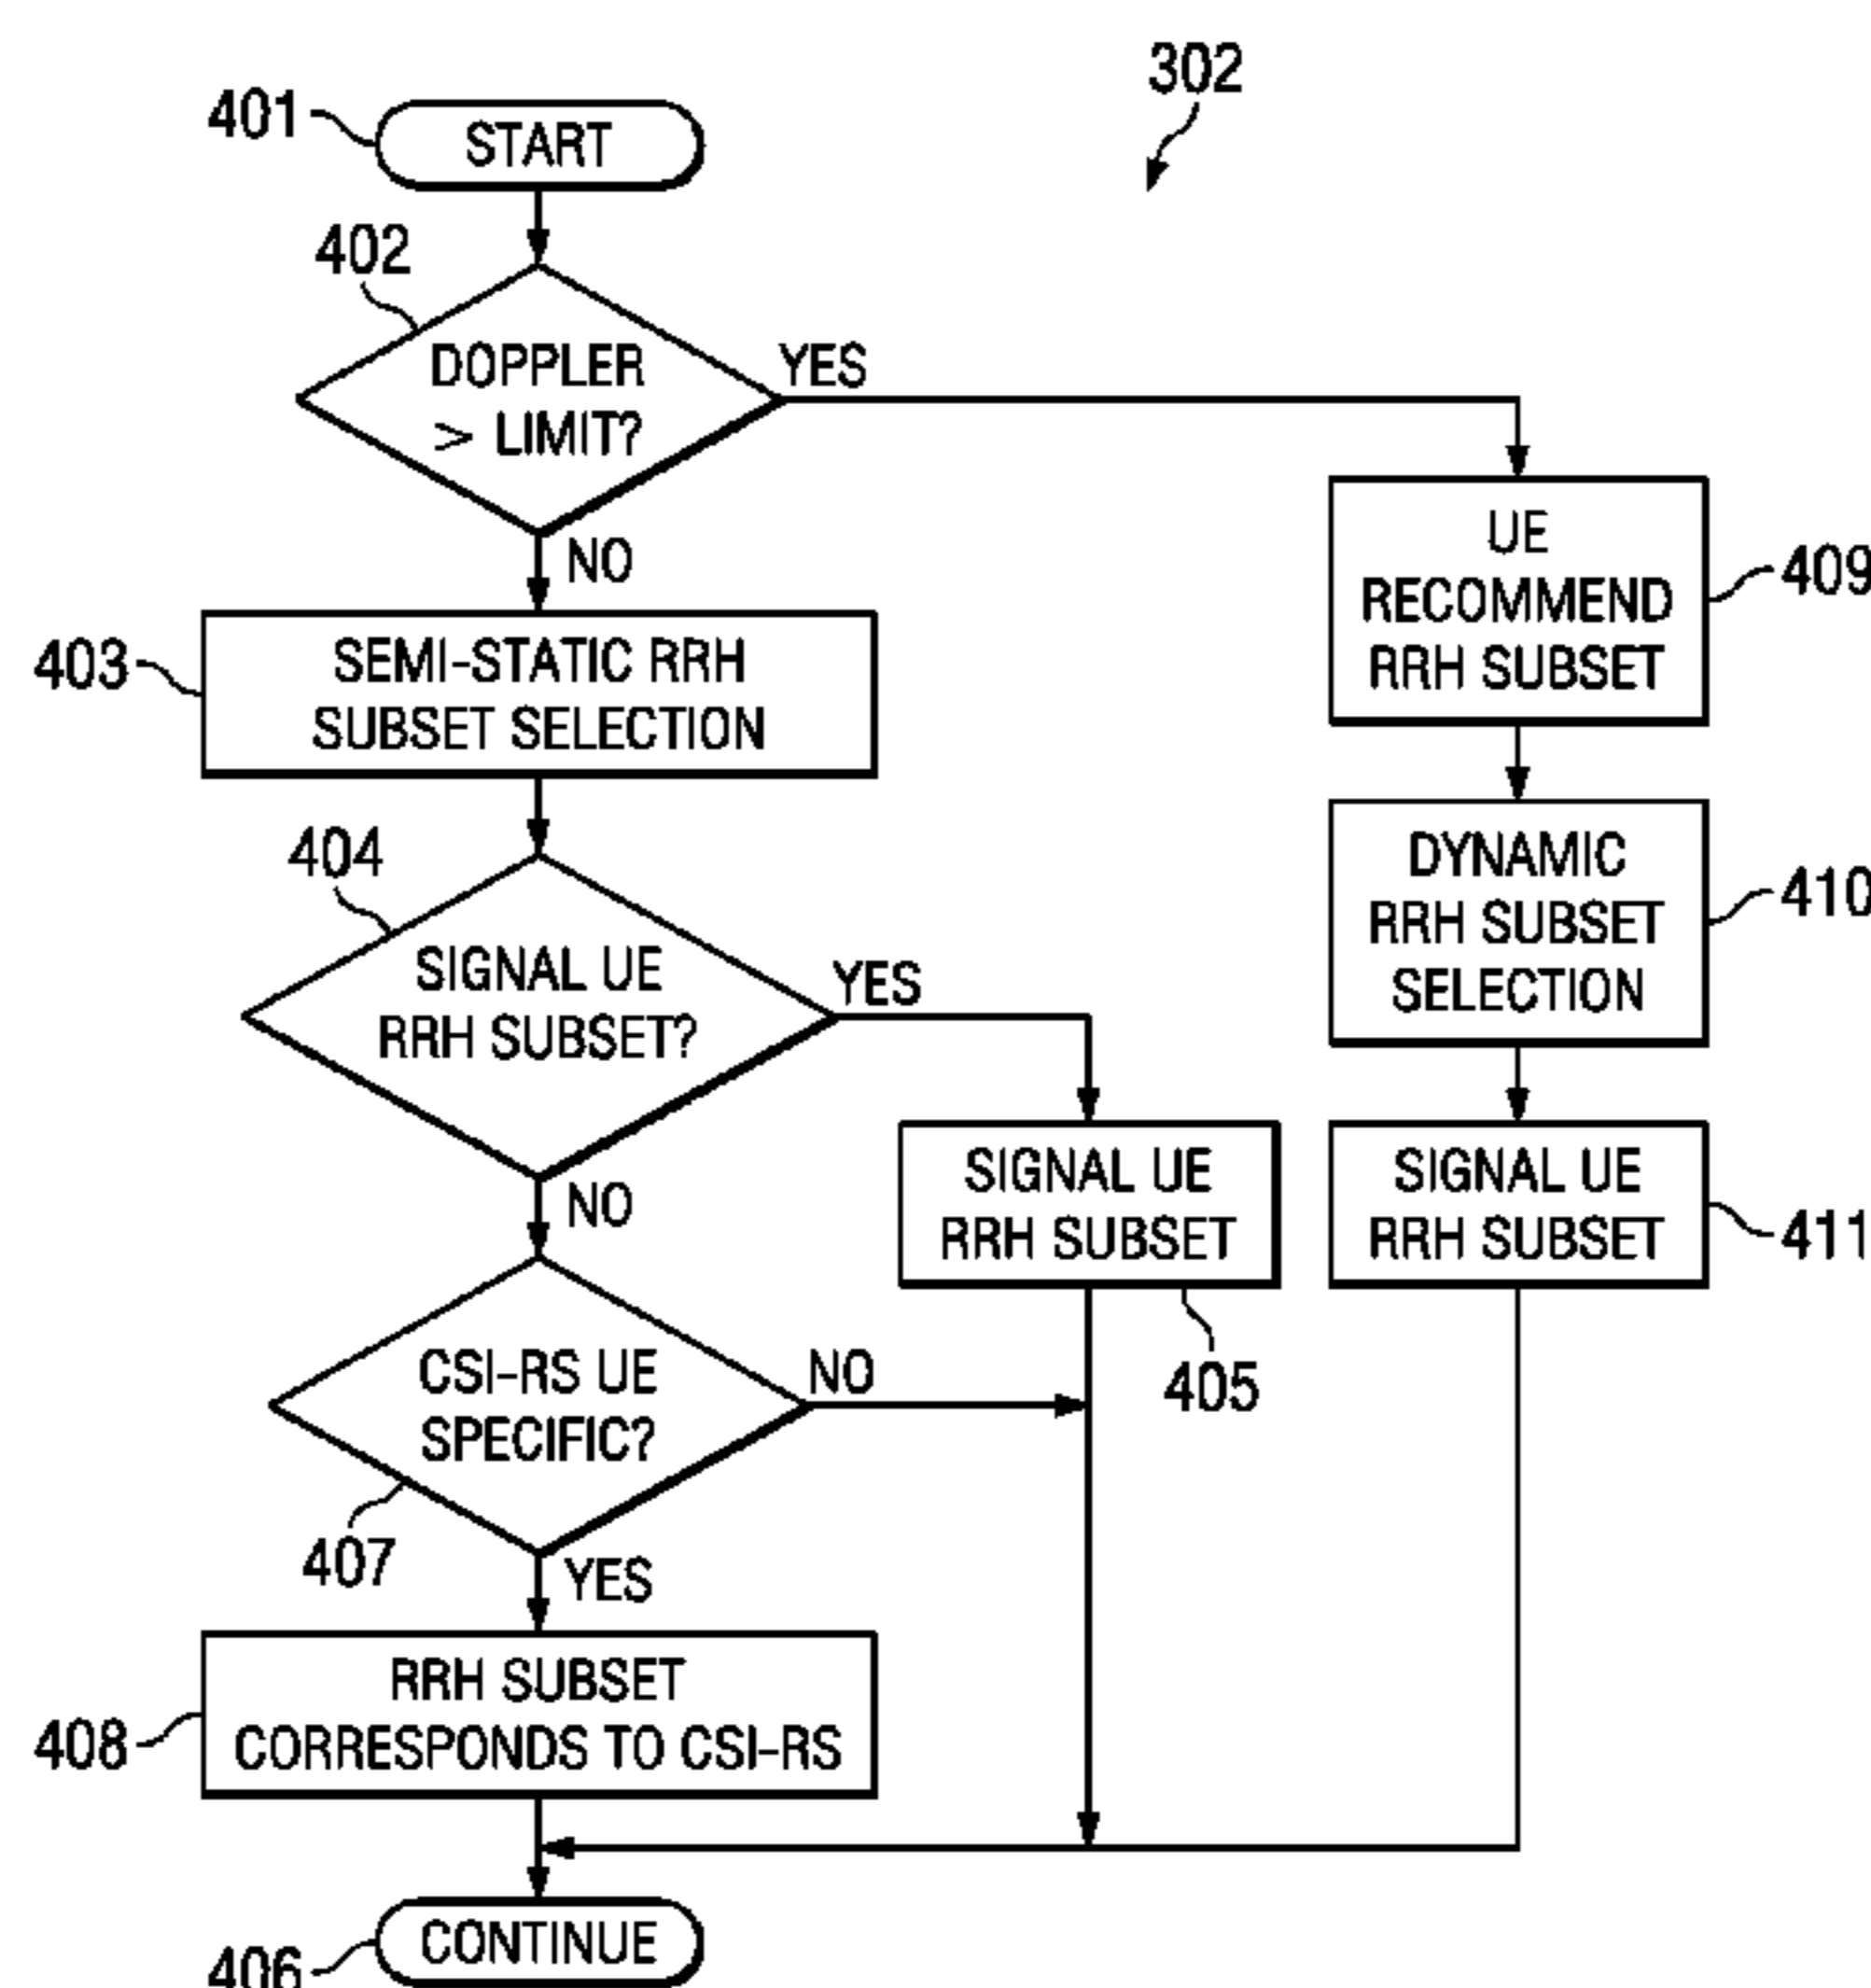 302
401
START
402
DOPPLER
> LIMIT?
YES
NO
UE
RECOMMEND
RRH SUBSET
409
403
SEMI-STATIC RRH
SUBSET SELECTION
DYNAMIC
RRH SUBSET
SELECTION
410
404
SIGNAL UE
RRH SUBSET?
YES
NO
SIGNAL UE
RRH SUBSET
405
SIGNAL UE
RRH SUBSET
411
CSI-RS UE
SPECIFIC?
NO
407
YES
408
RRH SUBSET
CORRESPONDS TO CSI-RS
406
CONTINUE